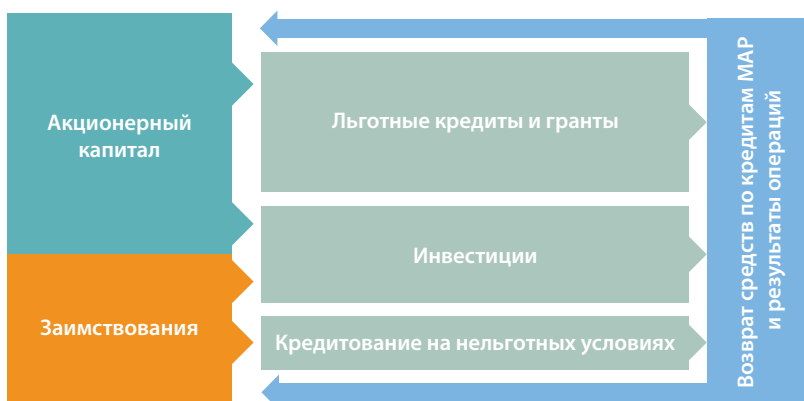 Акционерный
капитал
Льготные кредиты и гранты
Инвестиции
Заимствования
Кредитование на нельготных условиях
Возврат средств по кредитам МАР
и результаты операций